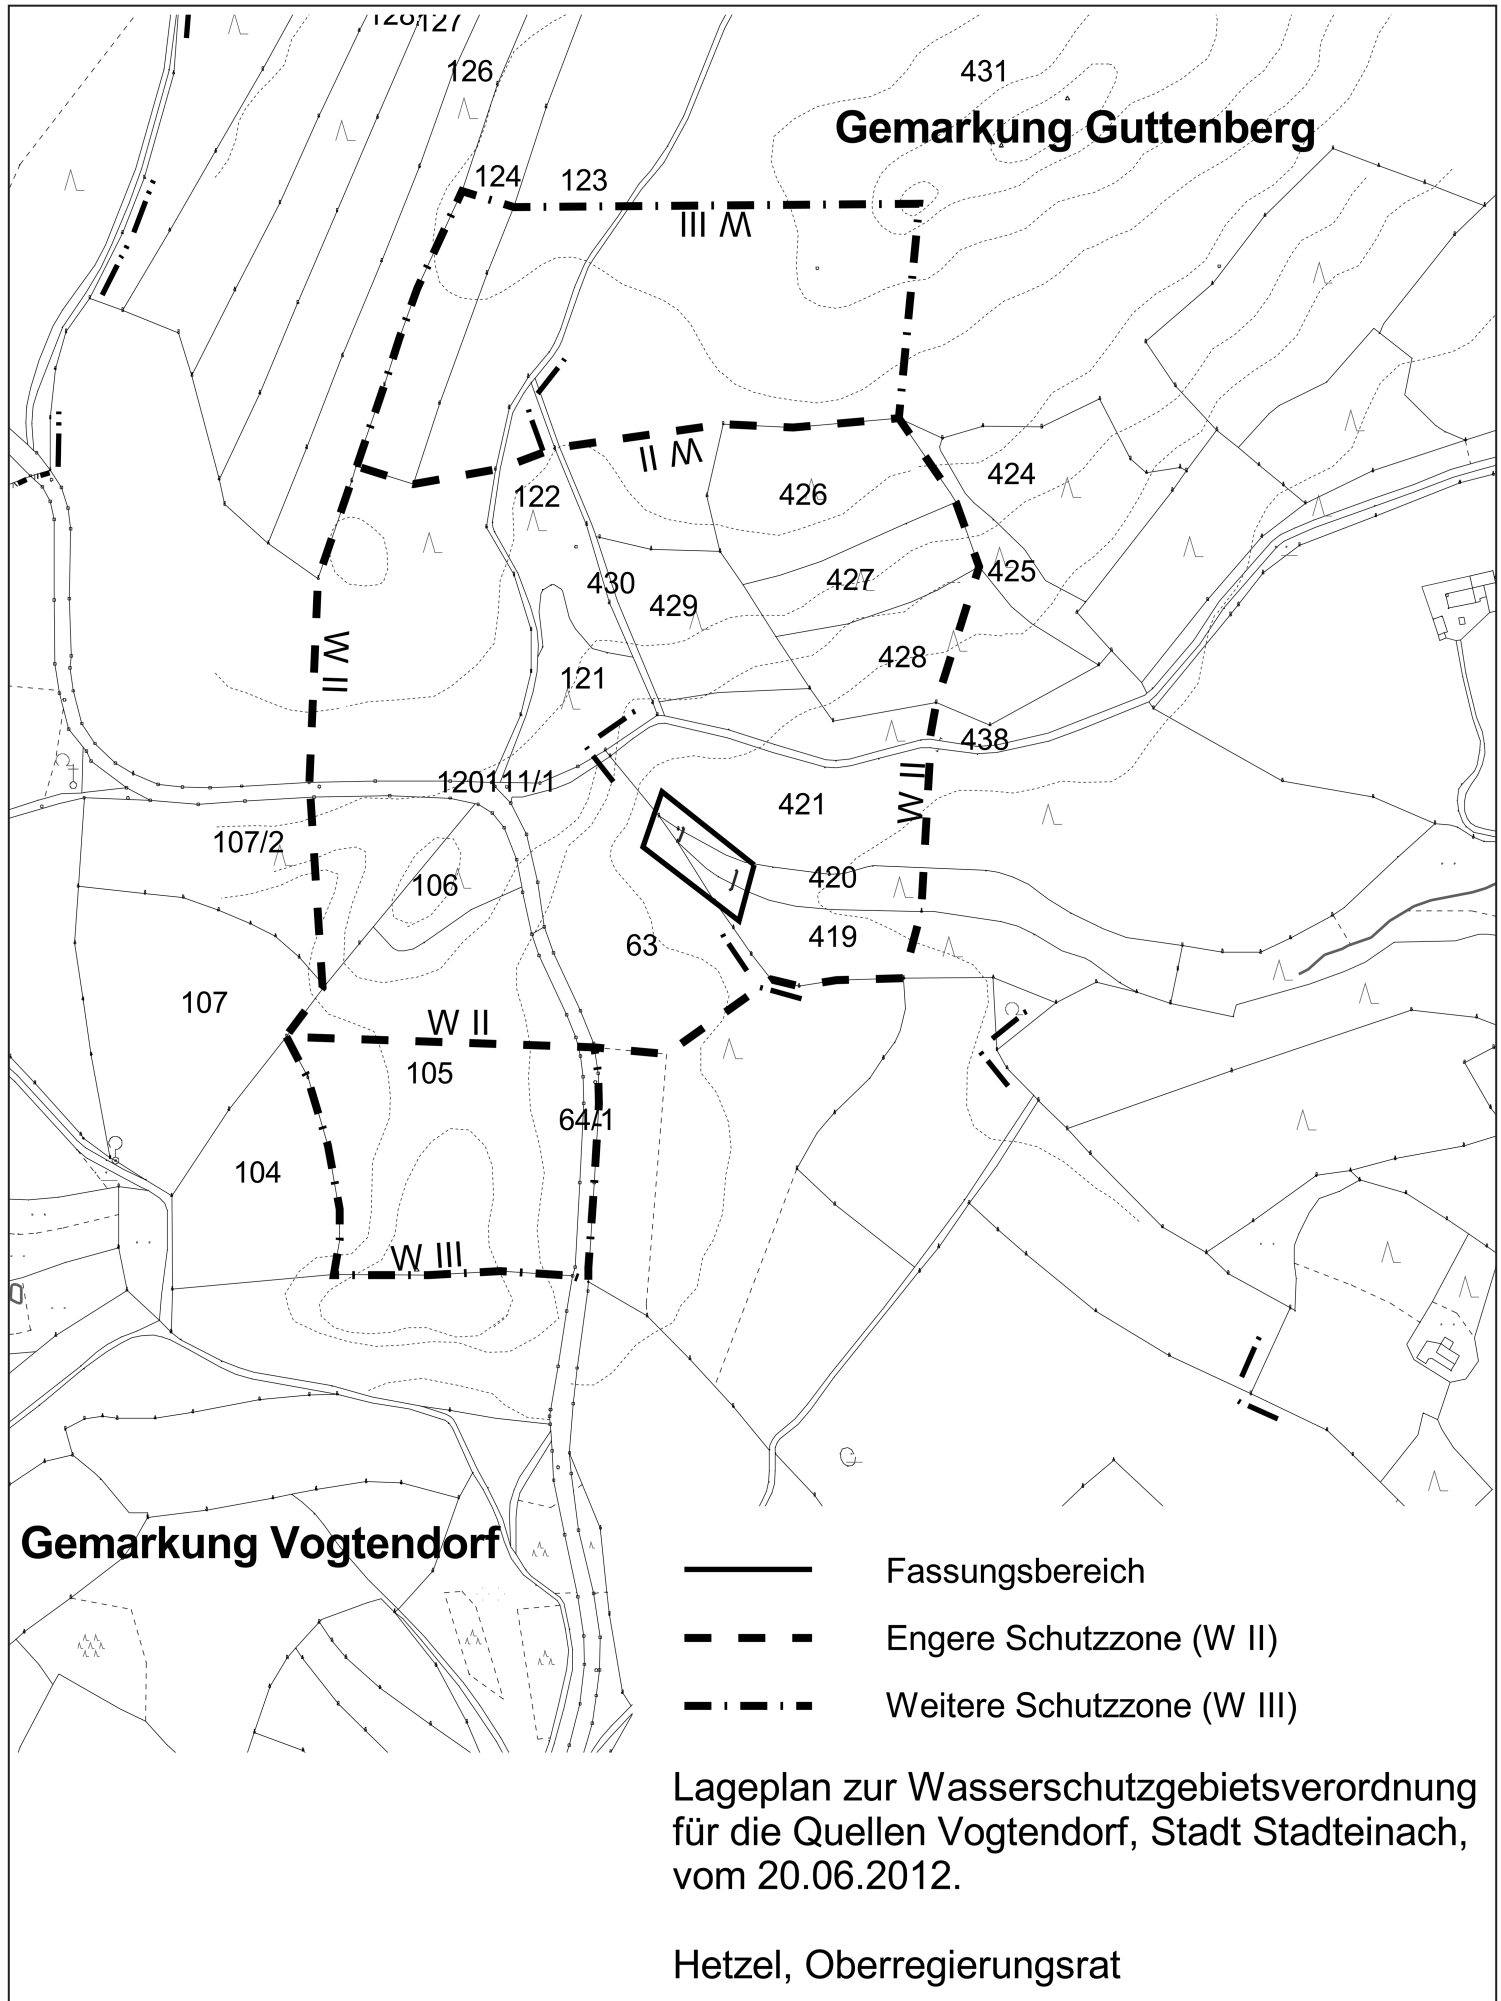 128
127
126
431
Gemarkung Guttenberg
124
123
W III
W II
122
426
424
430
429
427
425
W II
121
428
438
120
111/1
W II
421
107/2
106
420
63
419
107
W II
105
64/1
104
W III
Gemarkung Vogtendorf
Fassungsbereich
Engere Schutzzone (W II)
Weitere Schutzzone (W III)
Lageplan zur Wasserschutzgebietsverordnung
für die Quellen Vogtendorf, Stadt Stadteinach,
vom 20.06.2012.
Hetzel, Oberregierungsrat